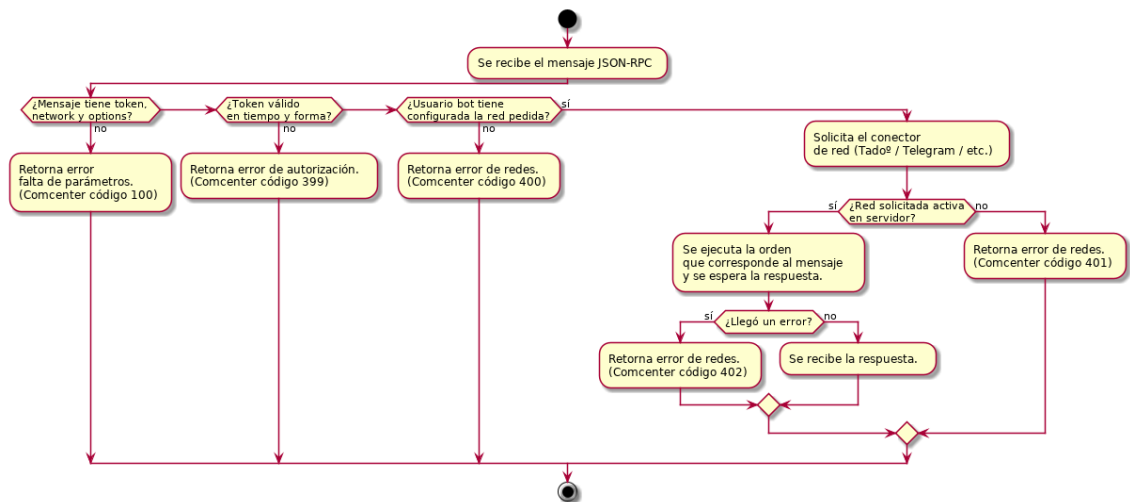 Se recibe el mensaje JSON-RPC
¿Mensaje tiene token,
network y options?
no
¿Token válido
en tiempo y forma?
no
¿Usuario bot tiene
configurada la red pedida?
no
sí
Retorna error
falta de parámetros.
(Comcenter código 100)
Retorna error de autorización.
(Comcenter código 399)
Retorna error de redes.
(Comcenter código 400)
Solicita el conector
de red (Tadoº / Telegram / etc.)
sí
¿Red solicitada activa
en servidor?
no
Se ejecuta la orden
que corresponde al mensaje
y se espera la respuesta.
Retorna error de redes.
(Comcenter código 401)
sí
¿Llegó un error?
no
Retorna error de redes.
(Comcenter código 402)
Se recibe la respuesta.